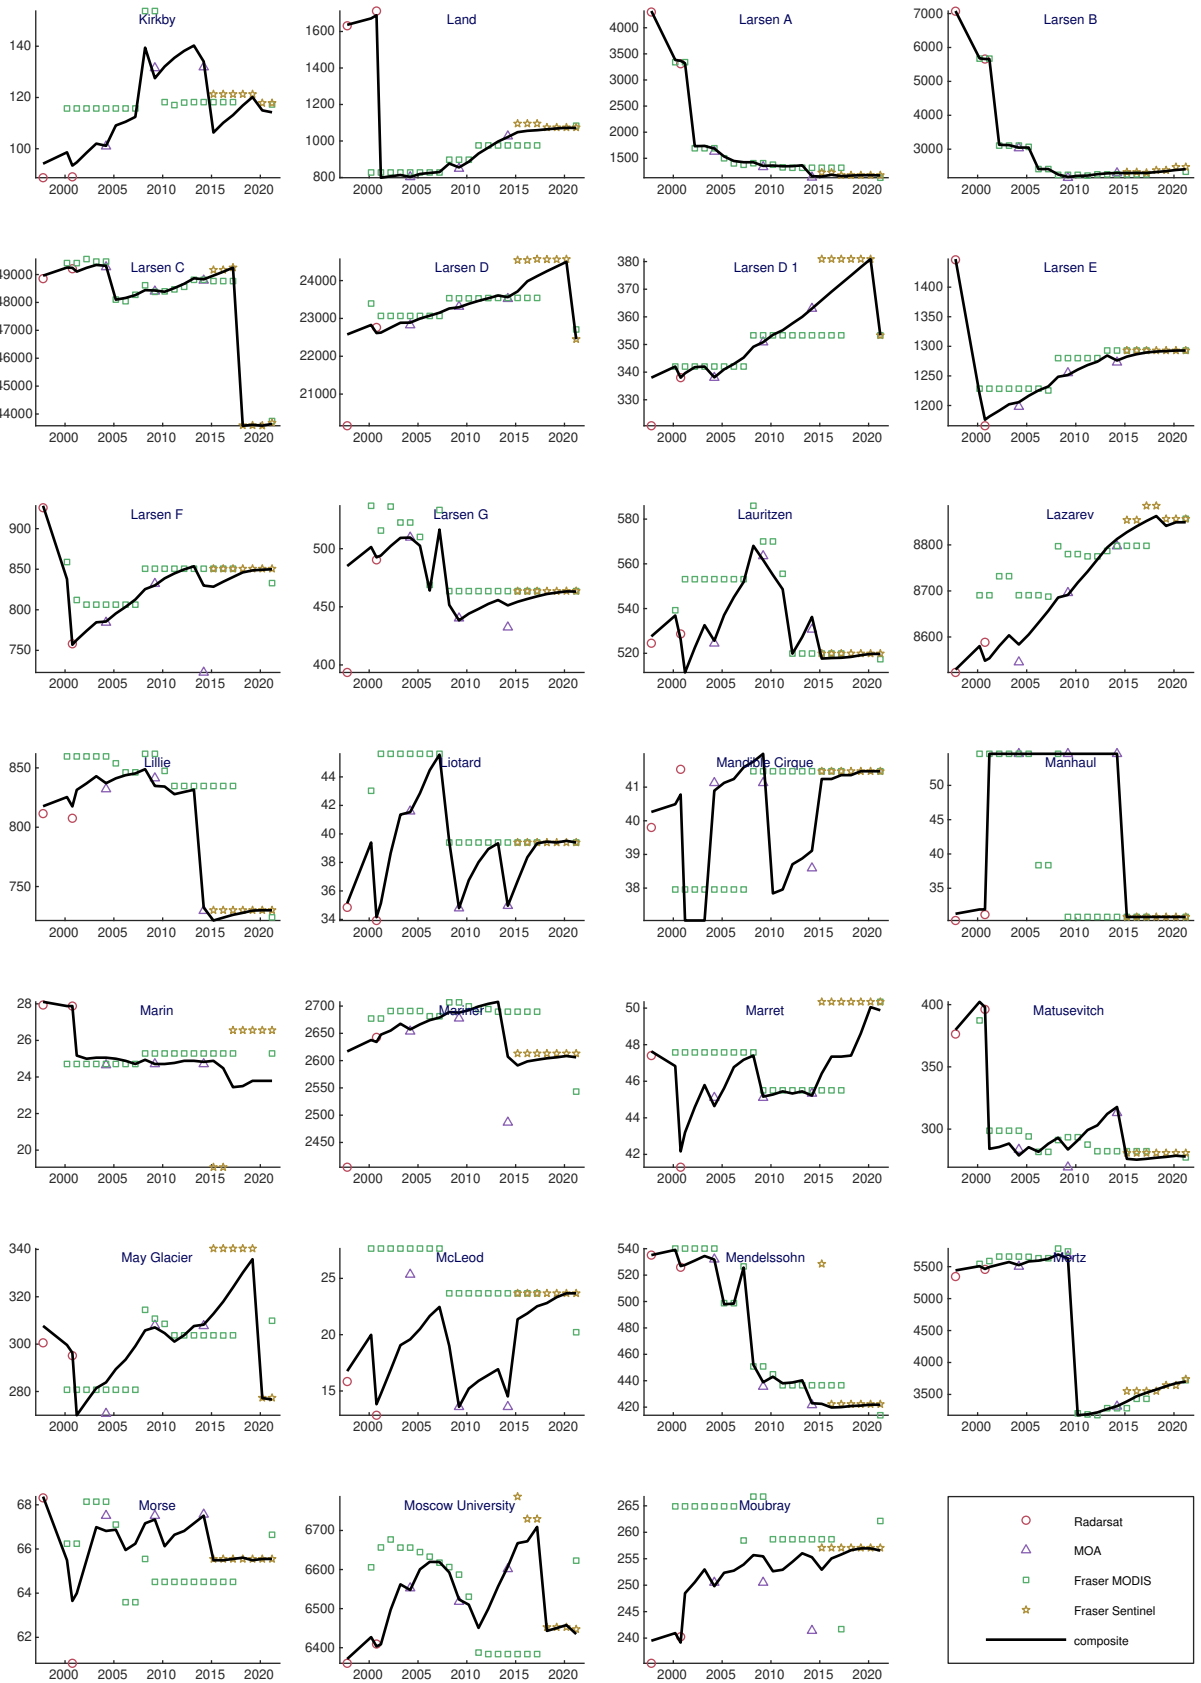 Kirkby
140
120
100
2000 2005 2010 2015 2020
Land
1600
1400
1200
1000
800
2000 2005 2010 2015 2020
Larsen A
4000
3000
2000
1500
2000 2005 2010 2015 2020
Larsen B
7000
5000
3000
2000 2005 2010 2015 2020
Larsen C
49000
48000
46000
45000
44000
2000 2005 2010 2015 2020
Larsen D
24000
23000
22000
21000
2000 2005 2010 2015 2020
Larsen D 1
380
370
360
350
340
330
2000 2005 2010 2015 2020
Larsen E
1400
1300
1200
2000 2005 2010 2015 2020
Larsen F
900
850
800
750
2000 2005 2010 2015 2020
Larsen G
500
450
400
2000 2005 2010 2015 2020
Lauritzen
580
560
540
520
2000 2005 2010 2015 2020
Lazarev
8800
8700
8600
2000 2005 2010 2015 2020
Lillie
850
800
750
2000 2005 2010 2015 2020
Liotard
44
42
40
38
36
34
2000 2005 2010 2015 2020
Mandible Cirque
41
40
38
2000 2005 2010 2015 2020
Manhaul
50
45
40
35
2000 2005 2010 2015 2020
Marin
28
26
24
22
20
2000 2005 2010 2015 2020
Mariner
2700
2650
2600
2550
2500
2450
2000 2005 2010 2015 2020
Marret
50
48
46
44
42
2000 2005 2010 2015 2020
Matusevitch
400
300
2000 2005 2010 2015 2020
May Glacier
340
320
300
280
2000 2005 2010 2015 2020
McLeod
25
20
15
2000 2005 2010 2015 2020
Mendelssohn
540
520
500
480
460
440
420
2000 2005 2010 2015 2020
Mertz
5500
4500
3500
2000 2005 2010 2015 2020
Morse
68
66
64
62
2000 2005 2010 2015 2020
Moscow University
6700
6600
6500
6400
2000 2005 2010 2015 2020
Moubray
265
260
255
250
245
240
2000 2005 2010 2015 2020
Radarsat
MOA
Fraser MODIS
Fraser Sentinel
composite